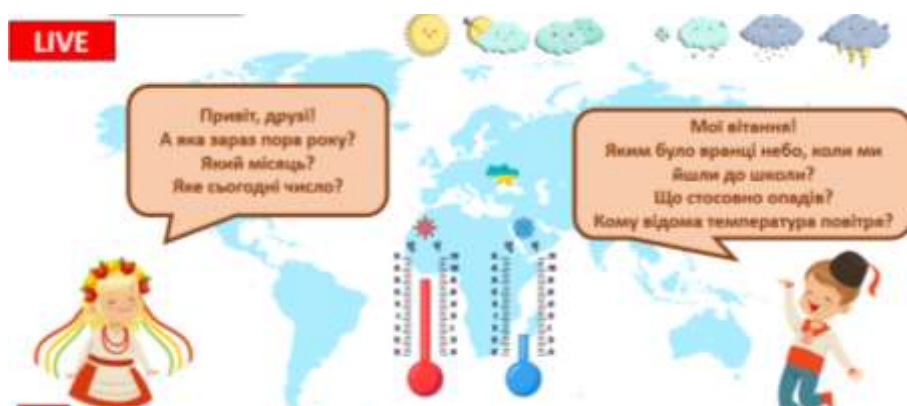 LIVE
Привіт, друзі!
А яка зараз пора року?
Який місяць?
Яке сьогодні число?
Мої вітання!
Яким було вранці небо, коли ми
йшли до школи?
Що стосовно опадів?
Кому відома температура повітря?